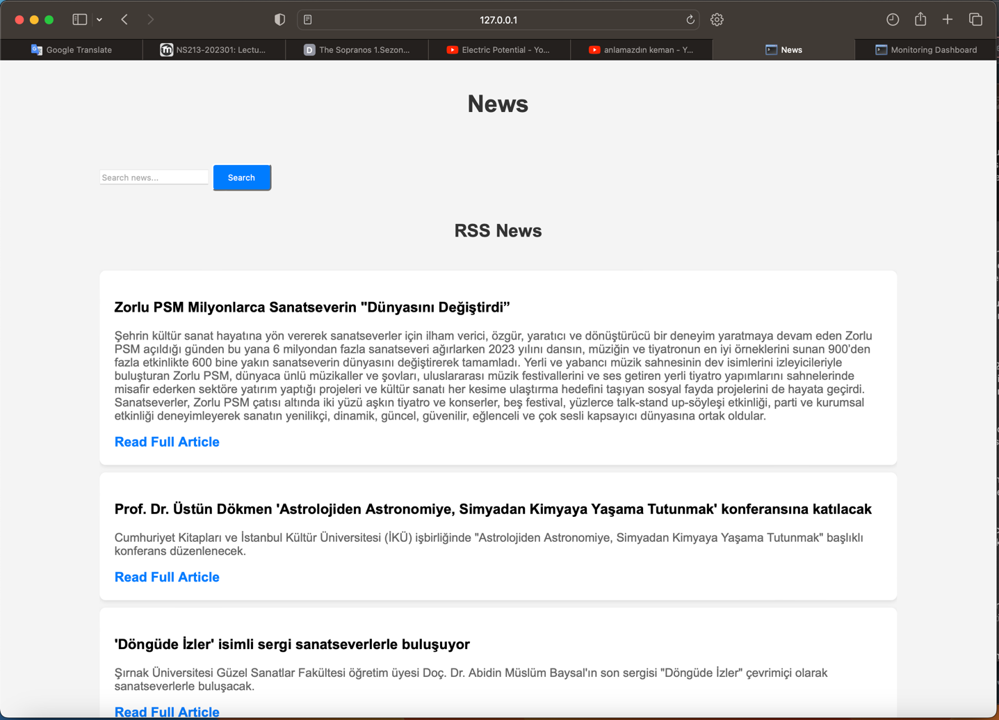 127.0.0.1
Google Translate
NS213-202301: Lectu...
The Sopranos 1.Sezon...
Electric Potential - Yo...
anlamazdın keman - Y...
News
Monitoring Dashboard
News
Search news...
Search
RSS News
Zorlu PSM Milyonlarca Sanatseverin "Dünyasını Değiştirdi”
Şehrin kültür sanat hayatına yön vererek sanatseverler için ilham verici, özgür, yaratıcı ve dönüştürücü bir deneyim yaratmaya devam eden Zorlu
PSM açıldığı günden bu yana 6 milyondan fazla sanatseveri ağırlarken 2023 yılını dansın, müziğin ve tiyatronun en iyi örneklerini sunan 900’den
fazla etkinlikte 600 bine yakın sanatseverin dünyasını değiştirerek tamamladı. Yerli ve yabancı müzik sahnesinin dev isimlerini izleyicileriyle
buluşturan Zorlu PSM, dünyaca ünlü müzikaller ve şovları, uluslararası müzik festivallerini ve ses getiren yerli tiyatro yapımlarını sahnelerinde
misafir ederken sektöre yatırım yaptığı projeleri ve kültür sanatı her kesime ulaştırma hedefini taşıyan sosyal fayda projelerini de hayata geçirdi.
Sanatseverler, Zorlu PSM çatısı altında iki yüzü aşkın tiyatro ve konserler, beş festival, yüzlerce talk-stand up-söyleşi etkinliği, parti ve kurumsal
etkinliği deneyimleyerek sanatın yenilikçi, dinamik, güncel, güvenilir, eğlenceli ve çok sesli kapsayıcı dünyasına ortak oldular.
Read Full Article
Prof. Dr. Üstün Dökmen 'Astrolojiden Astronomiye, Simyadan Kimyaya Yaşama Tutunmak' konferansına katılacak
Cumhuriyet Kitapları ve İstanbul Kültür Üniversitesi (İKÜ) işbirliğinde "Astrolojiden Astronomiye, Simyadan Kimyaya Yaşama Tutunmak" başlıklı
konferans düzenlenecek.
Read Full Article
'Döngüde İzler' isimli sergi sanatseverlerle buluşuyor
Şırnak Üniversitesi Güzel Sanatlar Fakültesi öğretim üyesi Doç. Dr. Abidin Müslüm Baysal'ın son sergisi "Döngüde İzler" çevrimiçi olarak
sanatseverlerle buluşacak.
Read Full Article